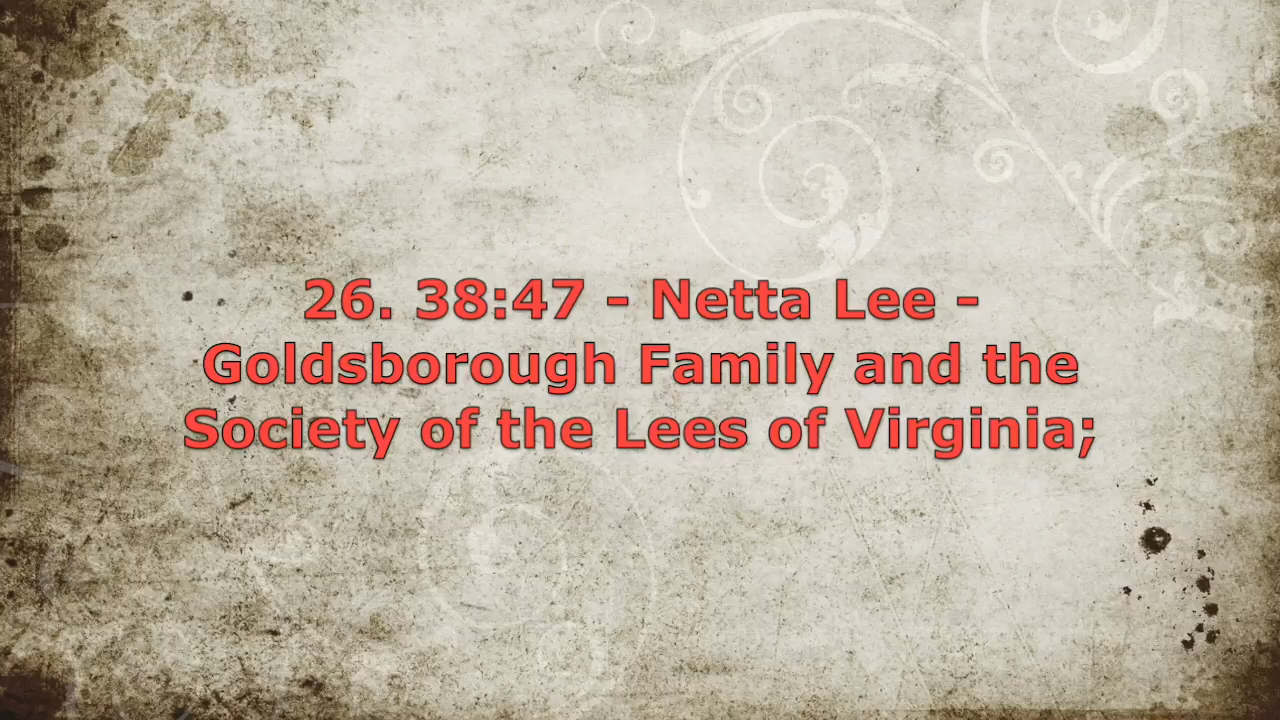 26. 38:47 - Netta Lee -
Goldsborough Family and the
Society of the Lees of Virginia;